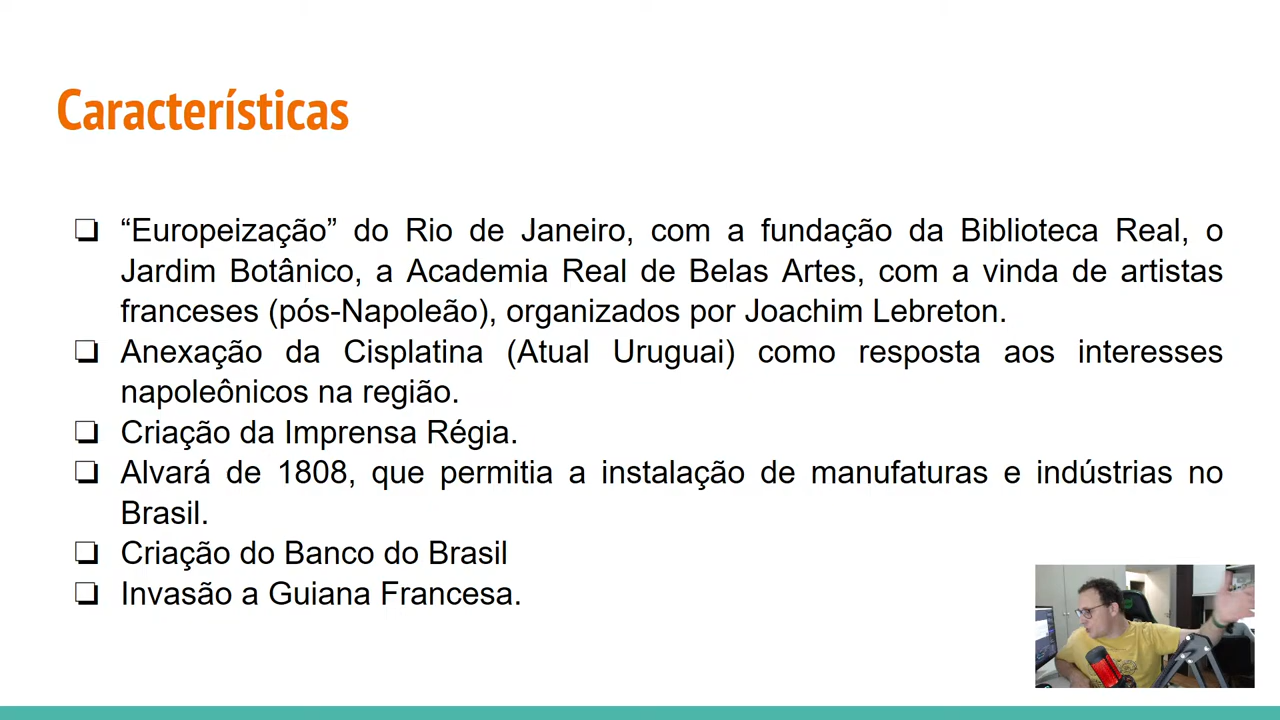 Características
❏ “Europeização” do Rio de Janeiro, com a fundação da Biblioteca Real, o
Jardim Botânico, a Academia Real de Belas Artes, com a vinda de artistas
franceses (pós-Napoleão), organizados por Joachim Lebreton.
❏ Anexação da Cisplatina (Atual Uruguai) como resposta aos interesses
napoleônicos na região.
❏ Criação da Imprensa Régia.
❏ Alvará de 1808, que permitia a instalação de manufaturas e indústrias no
Brasil.
❏ Criação do Banco do Brasil
❏ Invasão a Guiana Francesa.